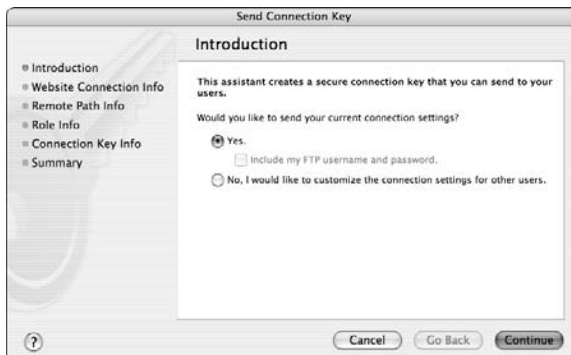 Send Connection Key
Introduction
Introduction
Website Connection Info
Remote Path Info
Role Info
Connection Key Info
Summary
This assistant creates a secure connection key that you can send to your
users.
Would you like to send your current connection settings?
Yes.
Include my FTP username and password.
No, I would like to customize the connection settings for other users.
?
Cancel
Go Back
Continue